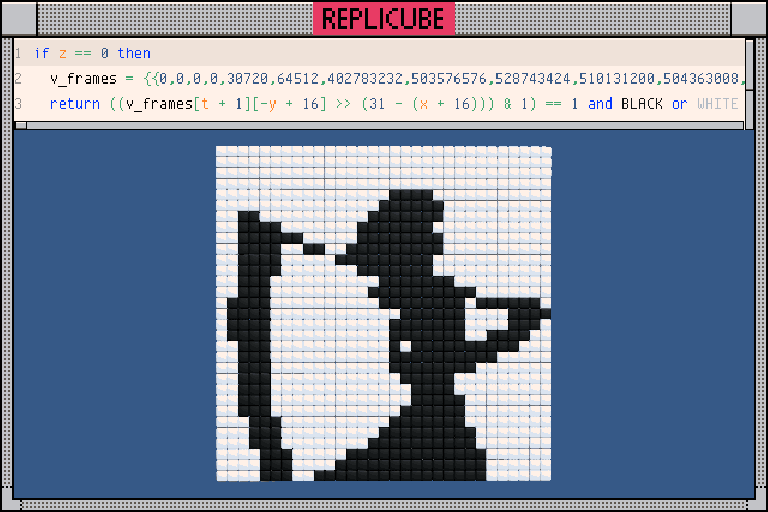 REPLICUBE
1 if z == 0 then
2 v_frames = {{0,0,0,0,30720,64512,402783232,503576576,528743424,510131200,504363008,
3 return ((v_frames[t + 1][-y + 16] >> (31 - (x + 16))) & 1) == 1 and BLACK or WHITE